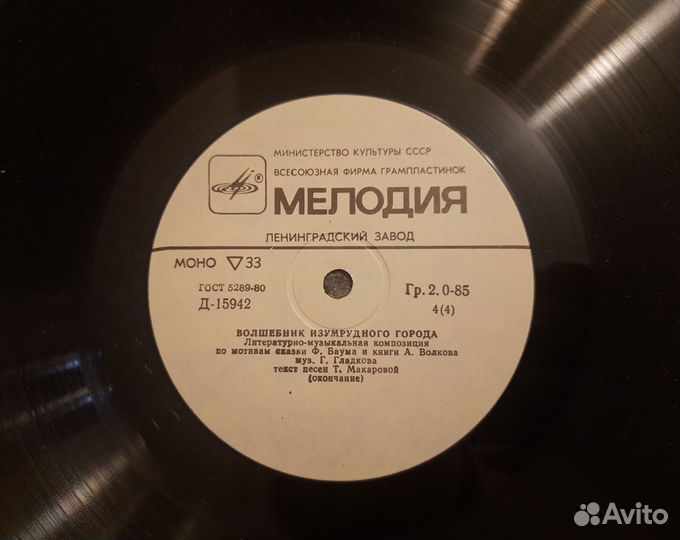 МИНИСТЕРСТВО КУЛЬТУРЫ СССР
ВСЕСОЮЗНАЯ ФИРМА ГРАМПЛАСТИНОК
МЕЛОДИЯ
ЛЕНИНГРАДСКИЙ ЗАВОД
МОНО ▽ 33
ГОСТ 5289-80
Гр. 2. 0-85
Д-15942
4(4)
ВОЛШЕБНИК ИЗУМРУДНОГО ГОРОДА
Литературно-музыкальная композиция
по мотивам сказки Ф. Баума и книги А. Волкова
муз. Г. Гладкова
текст песен Т. Макаровой
(окончание)
Avito